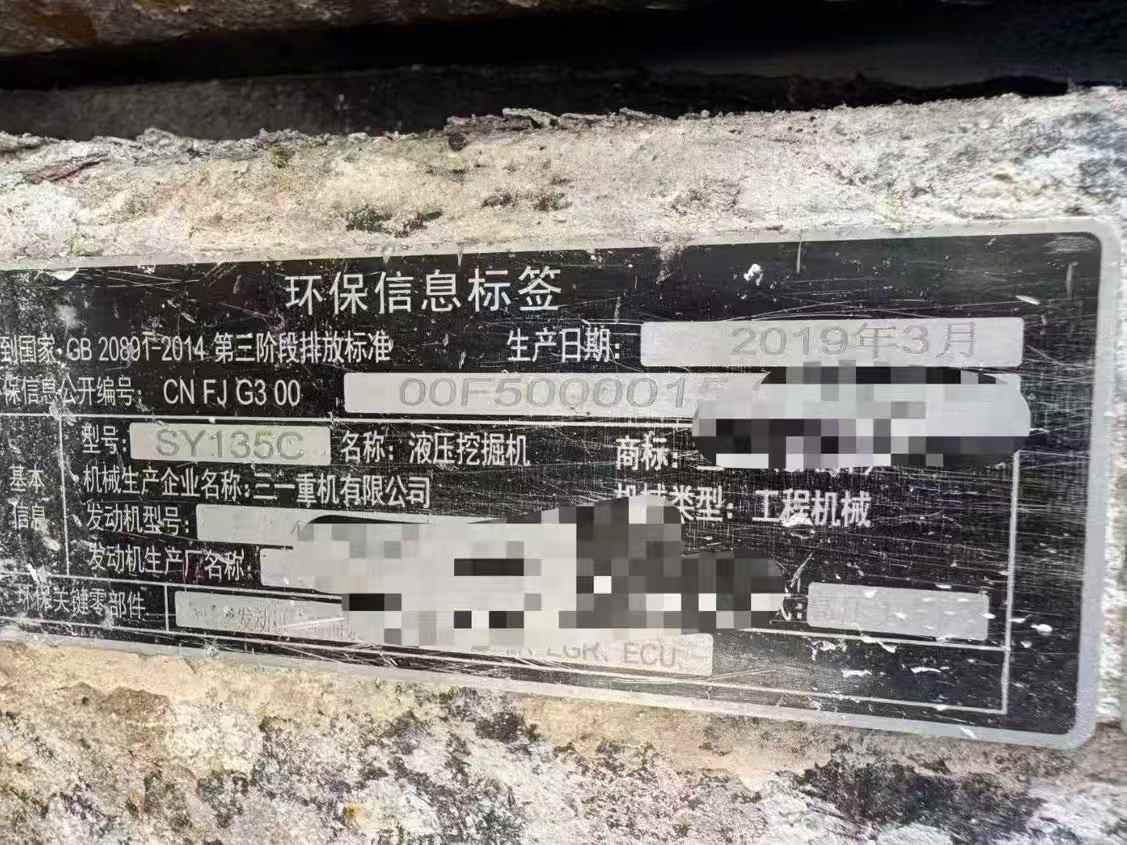 环保信息标签
到国家 GB 20891-2014 第三阶段排放标准 生产日期: 2019年3月
保信息公开编号: CN FJ G3 00 00F5000015
型号: SY135C 名称: 液压挖掘机 商标:
基本信息
机械生产企业名称:三一重机有限公司 机械类型: 工程机械
发动机型号:
发动机生产厂名称:
环保关键零部件
EGR、ECU